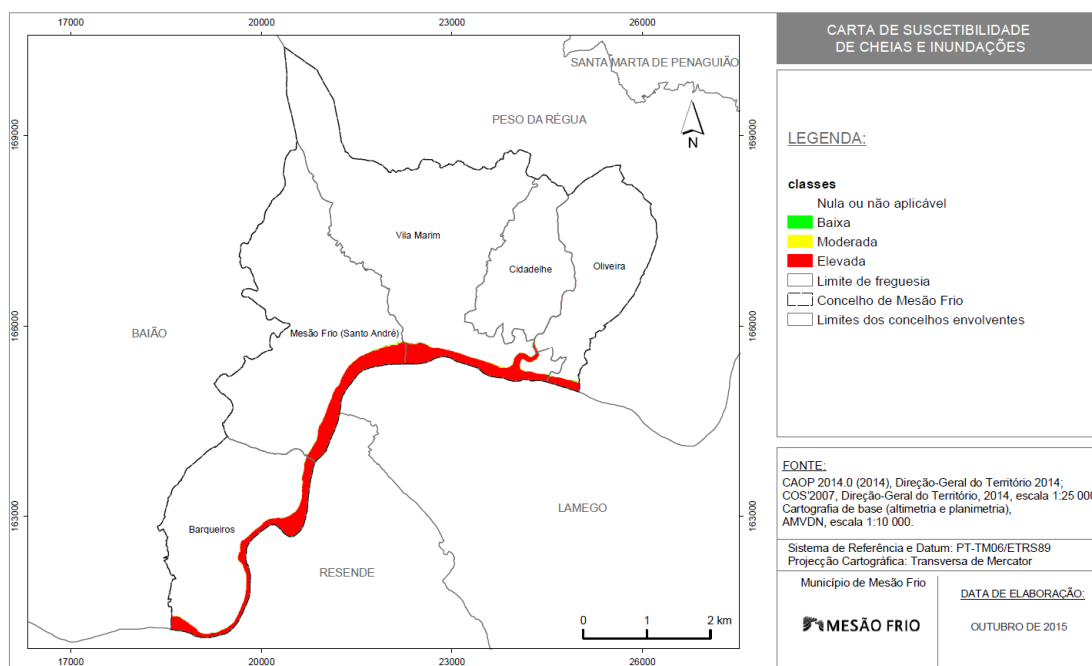 17000
20000
23000
26000
CARTA DE SUSCETIBILIDADE
DE CHEIAS E INUNDAÇÕES
SANTA MARTA DE PENAGUIÃO
PESO DA RÉGUA
169000
169000
N
LEGENDA:
classes
Nula ou não aplicável
Baixa
Moderada
Elevada
Limite de freguesia
Concelho de Mesão Frio
Limites dos concelhos envolventes
Vila Marim
Cidadelhe
Oliveira
BAIÃO
Mesão Frio (Santo André)
166000
166000
LAMEGO
163000
163000
Barqueiros
RESENDE
FONTE:
CAOP 2014.0 (2014), Direção-Geral do Território 2014;
COS'2007, Direção-Geral do Território, 2014, escala 1:25 000
Cartografia de base (altimetria e planimetria),
AMVDN, escala 1:10 000.
Sistema de Referência e Datum: PT-TM06/ETRS89
Projecção Cartográfica: Transversa de Mercator
Município de Mesão Frio
MESÃO FRIO
DATA DE ELABORAÇÃO:
OUTUBRO DE 2015
0 1 2 km
17000
20000
23000
26000